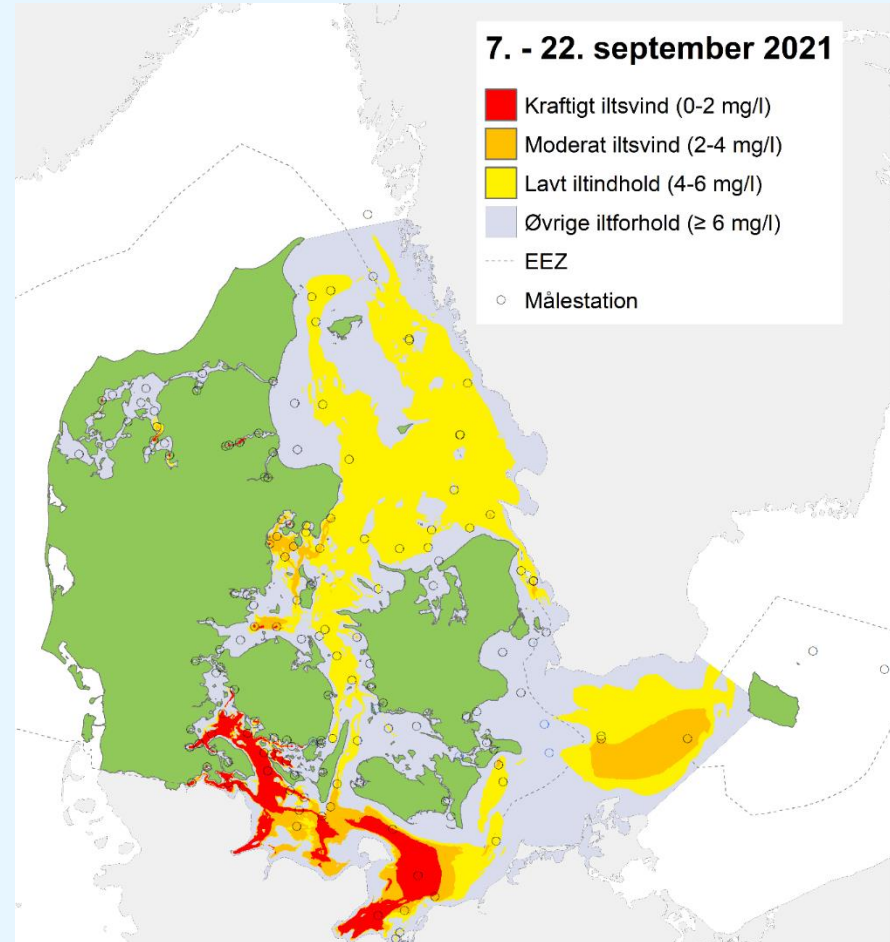 7. - 22. september 2021
Kraftigt iltsvind (0-2 mg/l)
Moderat iltsvind (2-4 mg/l)
Lavt iltindhold (4-6 mg/l)
Øvrige iltforhold (≥ 6 mg/l)
EEZ
Målestation